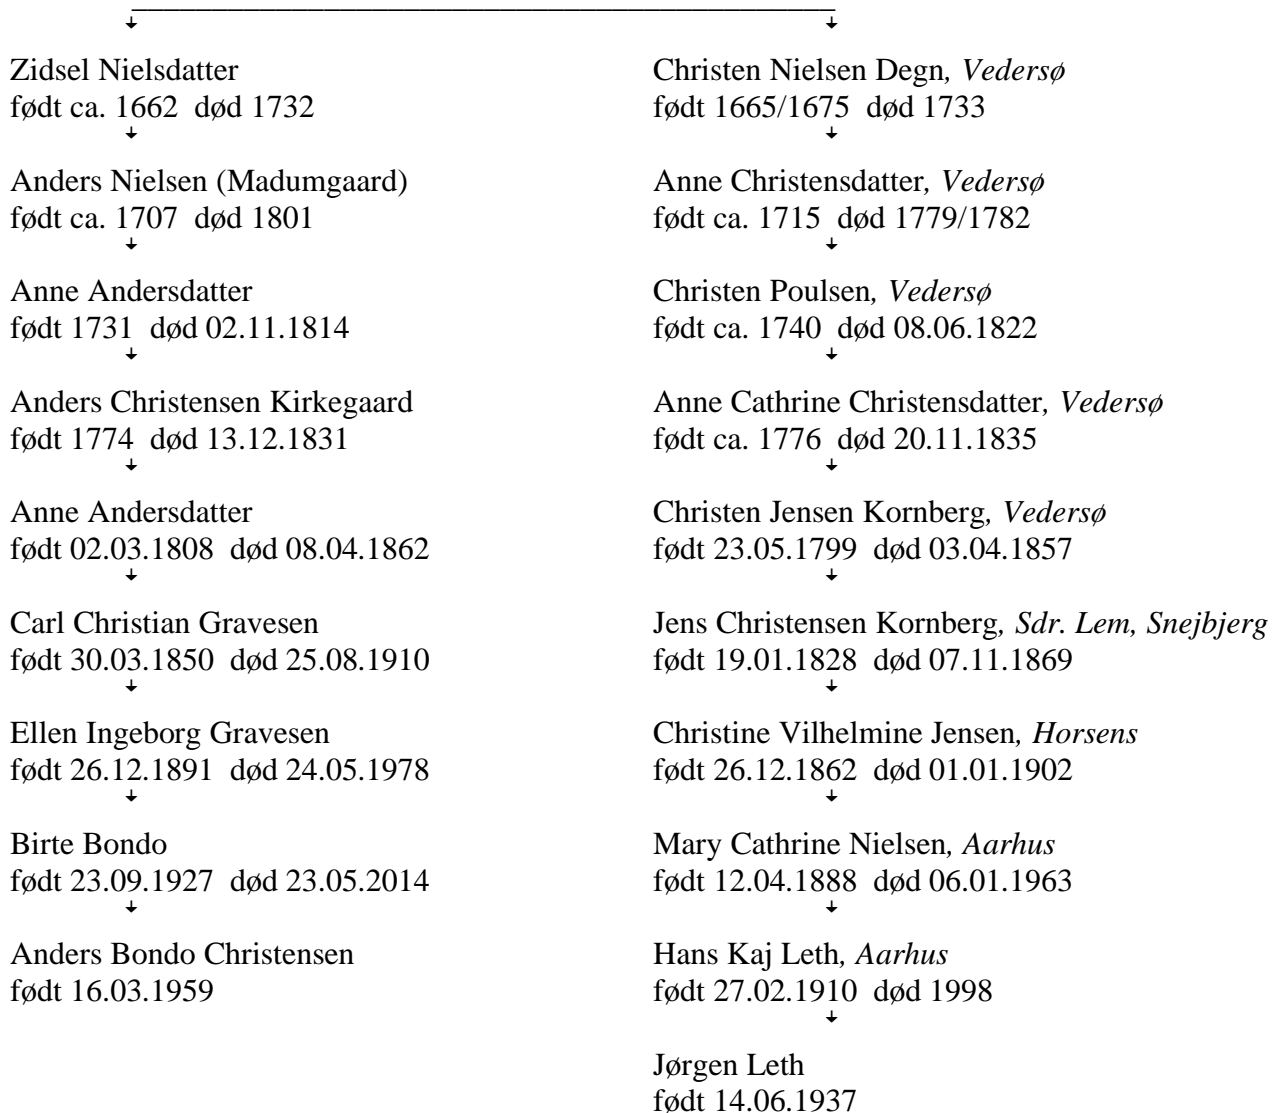 Zidsel Nielsdatter
født ca. 1662 død 1732
Anders Nielsen (Madumgaard)
født ca. 1707 død 1801
Anne Andersdatter
født 1731 død 02.11.1814
Anders Christensen Kirkegaard
født 1774 død 13.12.1831
Anne Andersdatter
født 02.03.1808 død 08.04.1862
Carl Christian Gravesen
født 30.03.1850 død 25.08.1910
Ellen Ingeborg Gravesen
født 26.12.1891 død 24.05.1978
Birte Bondo
født 23.09.1927 død 23.05.2014
Anders Bondo Christensen
født 16.03.1959
Christen Nielsen Degn, Vedersø
født 1665/1675 død 1733
Anne Christensdatter, Vedersø
født ca. 1715 død 1779/1782
Christen Poulsen, Vedersø
født ca. 1740 død 08.06.1822
Anne Cathrine Christensdatter, Vedersø
født ca. 1776 død 20.11.1835
Christen Jensen Kornberg, Vedersø
født 23.05.1799 død 03.04.1857
Jens Christensen Kornberg, Sdr. Lem, Snejbjerg
født 19.01.1828 død 07.11.1869
Christine Vilhelmine Jensen, Horsens
født 26.12.1862 død 01.01.1902
Mary Cathrine Nielsen, Aarhus
født 12.04.1888 død 06.01.1963
Hans Kaj Leth, Aarhus
født 27.02.1910 død 1998
Jørgen Leth
født 14.06.1937